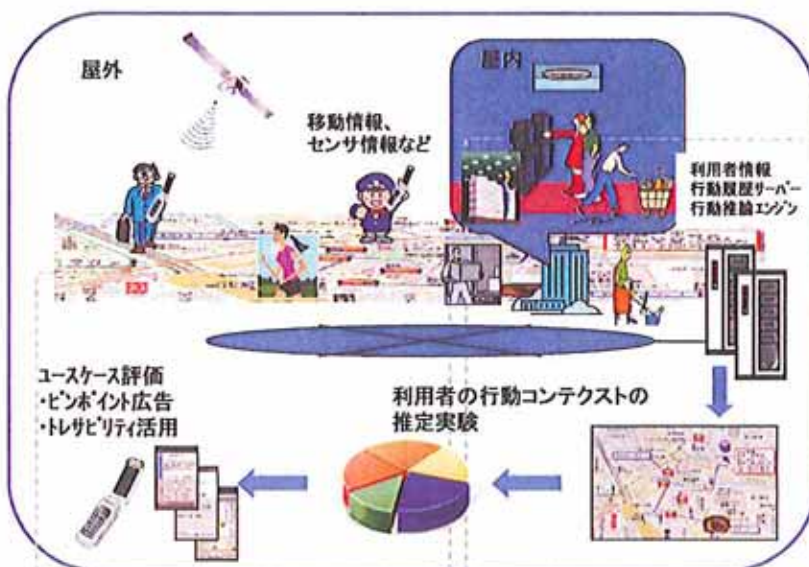 屋外
屋内
移動情報、
センサ情報など
利用者情報
行動履歴サーバー
行動推論エンジン
ユースケース評価
・ピンポイント広告
・トレサビリティ活用
利用者の行動コンテクストの
推定実験